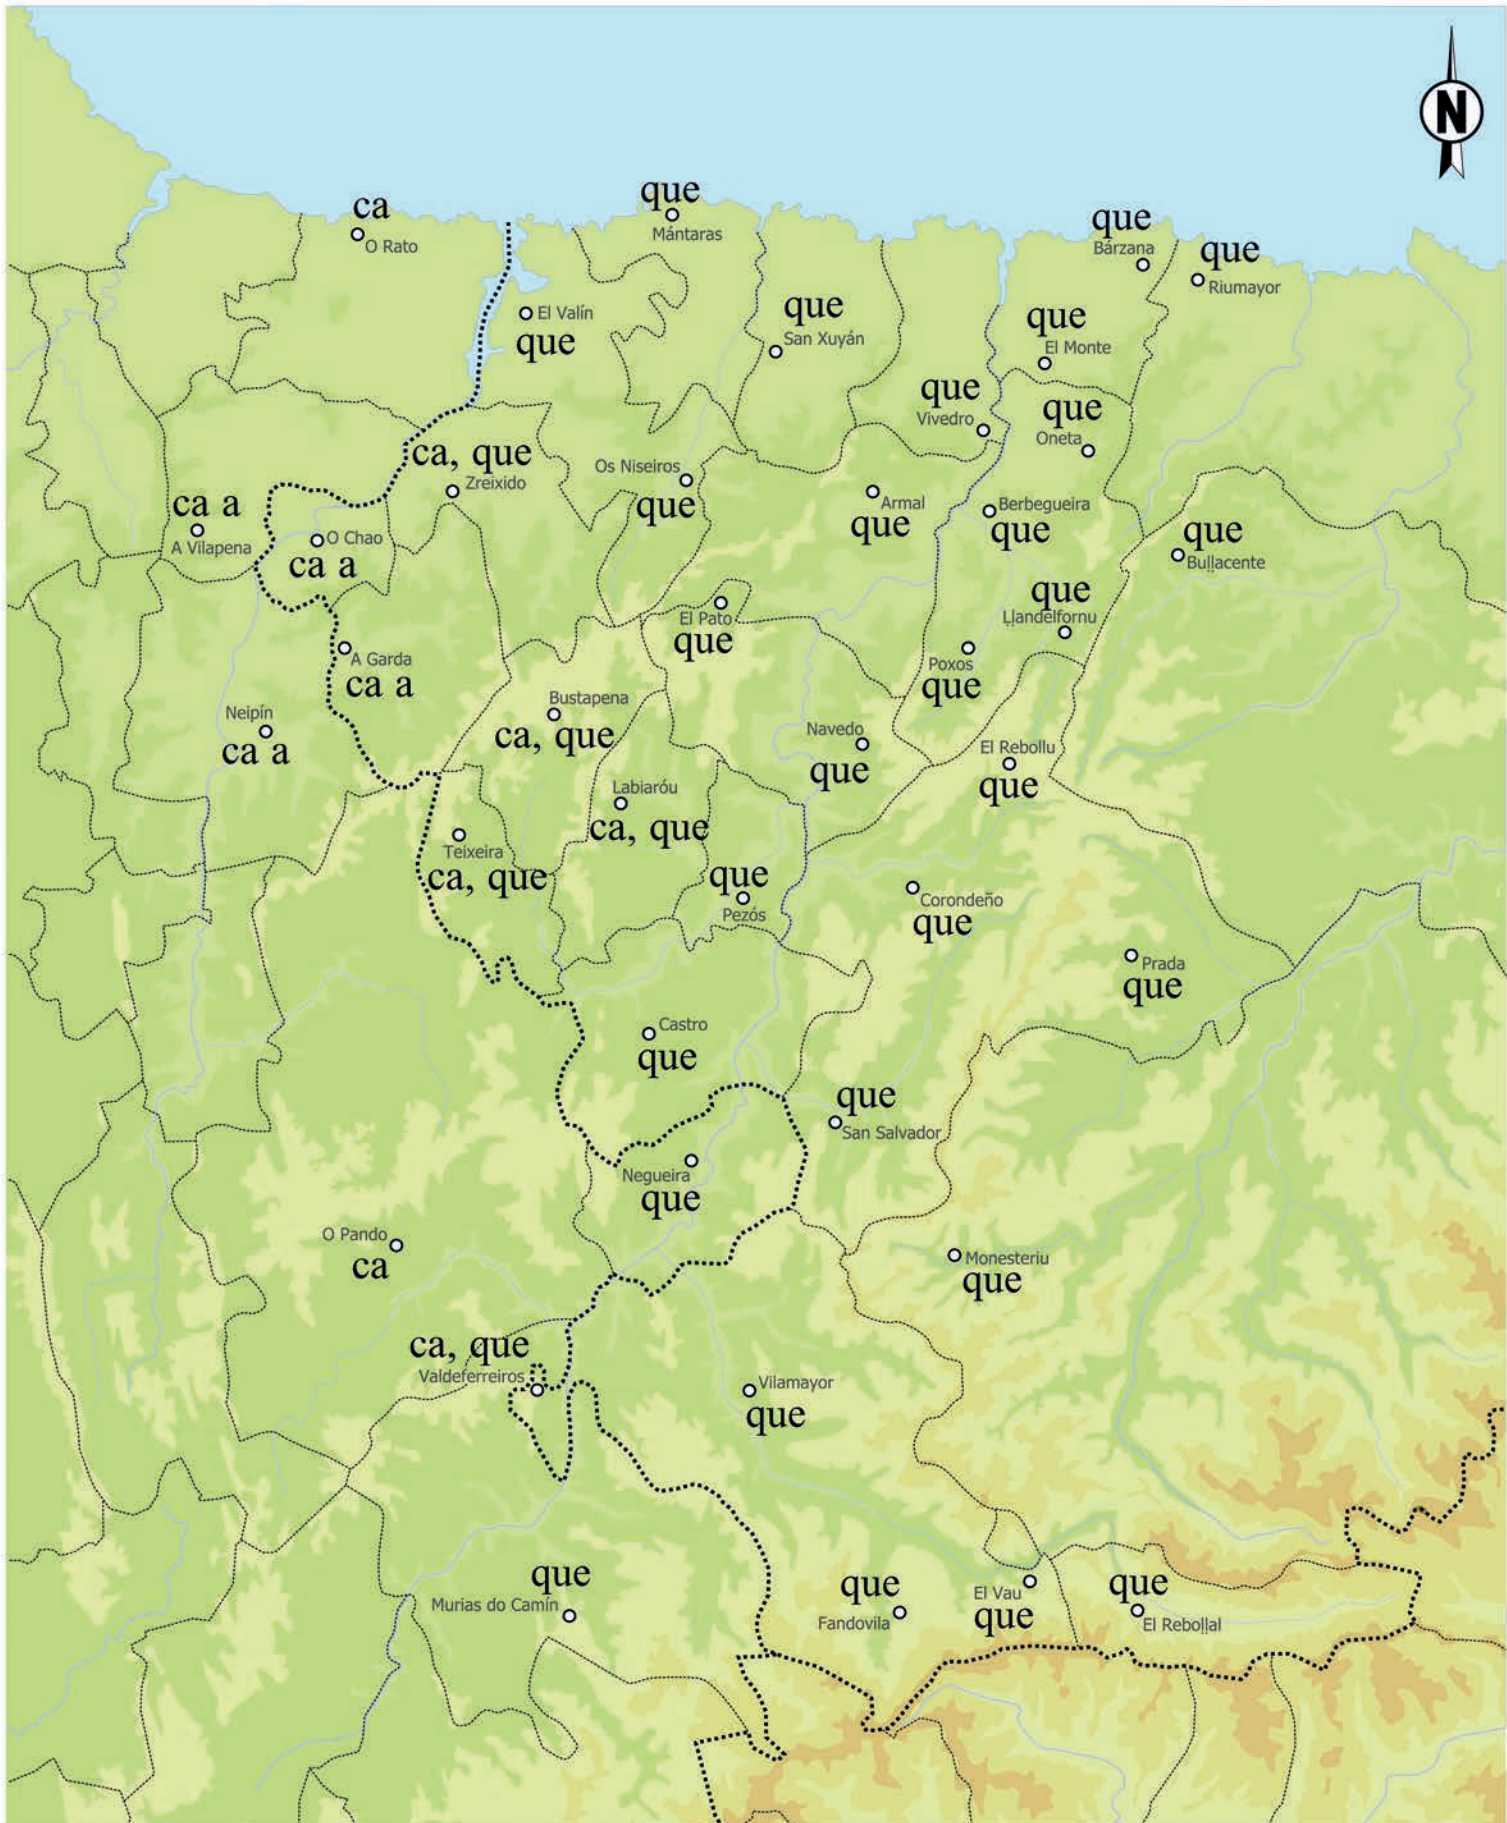 N
ca
O Rato
que
Mántaras
que
Bárzana
que
Riumayor
El Valín
que
que
San Xuyán
que
El Monte
que
Vivedro
que
Oneta
ca, que
Zreixido
Os Niseiros
que
Armal
que
Berbegueira
que
ca a
A Vilapena
O Chao
ca a
que
Buḷḷacente
que
Ḷḷandelfornu
El Pato
que
A Garda
ca a
Poxos
que
Neipín
ca a
Bustapena
ca, que
Navedo
que
El Rebollu
que
Labiaróu
ca, que
Teixeira
ca, que
que
Pezós
Corondeño
que
Prada
que
Castro
que
que
San Salvador
Negueira
que
O Pando
ca
Monesteriu
que
ca, que
Valdeferreiros
Vilamayor
que
que
Murias do Camín
que
Fandovila
El Vau
que
que
El Reboḷḷal